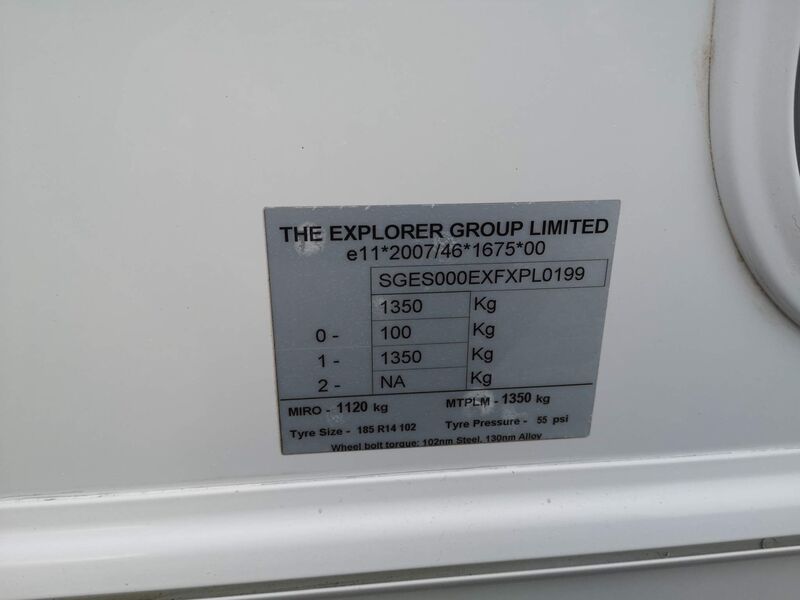 THE EXPLORER GROUP LIMITED
e11*2007/46*1675*00
SGES000EXFXPL0199
1350 Kg
0 - 100 Kg
1 - 1350 Kg
2 - NA Kg
MIRO - 1120 kg MTPLM - 1350 kg
Tyre Size - 185 R14 102 Tyre Pressure - 55 psi
Wheel bolt torque: 102nm Steel, 130nm Alloy